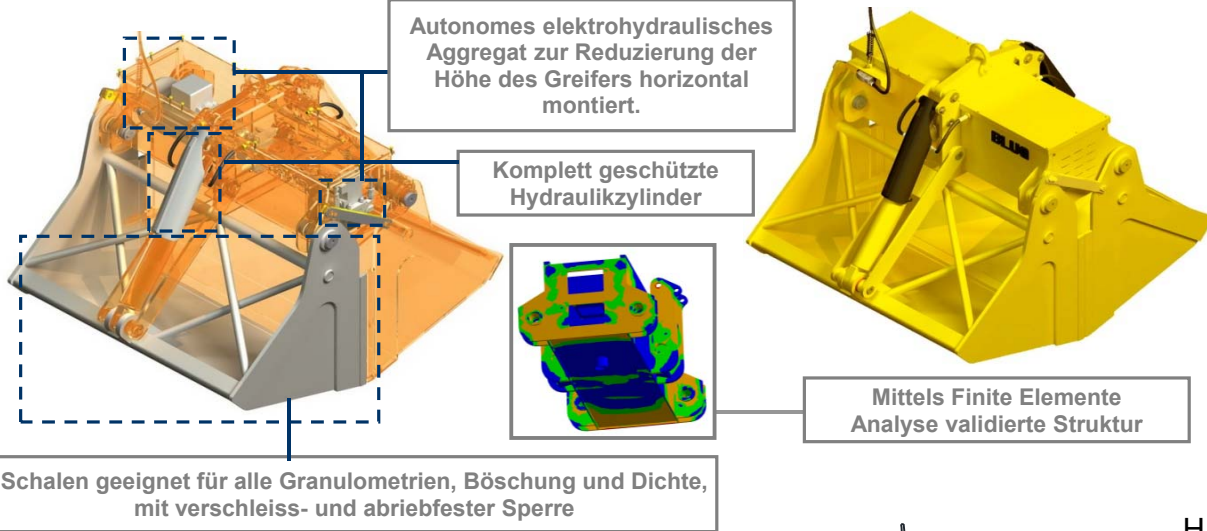 Autonomes elektrohydraulisches
Aggregat zur Reduzierung der
Höhe des Greifers horizontal
montiert.
Komplett geschützte
Hydraulikzylinder
BLUG
Mittels Finite Elemente
Analyse validierte Struktur
Schalen geeignet für alle Granulometrien, Böschung und Dichte,
mit verschleiss- und abriebfester Sperre
H